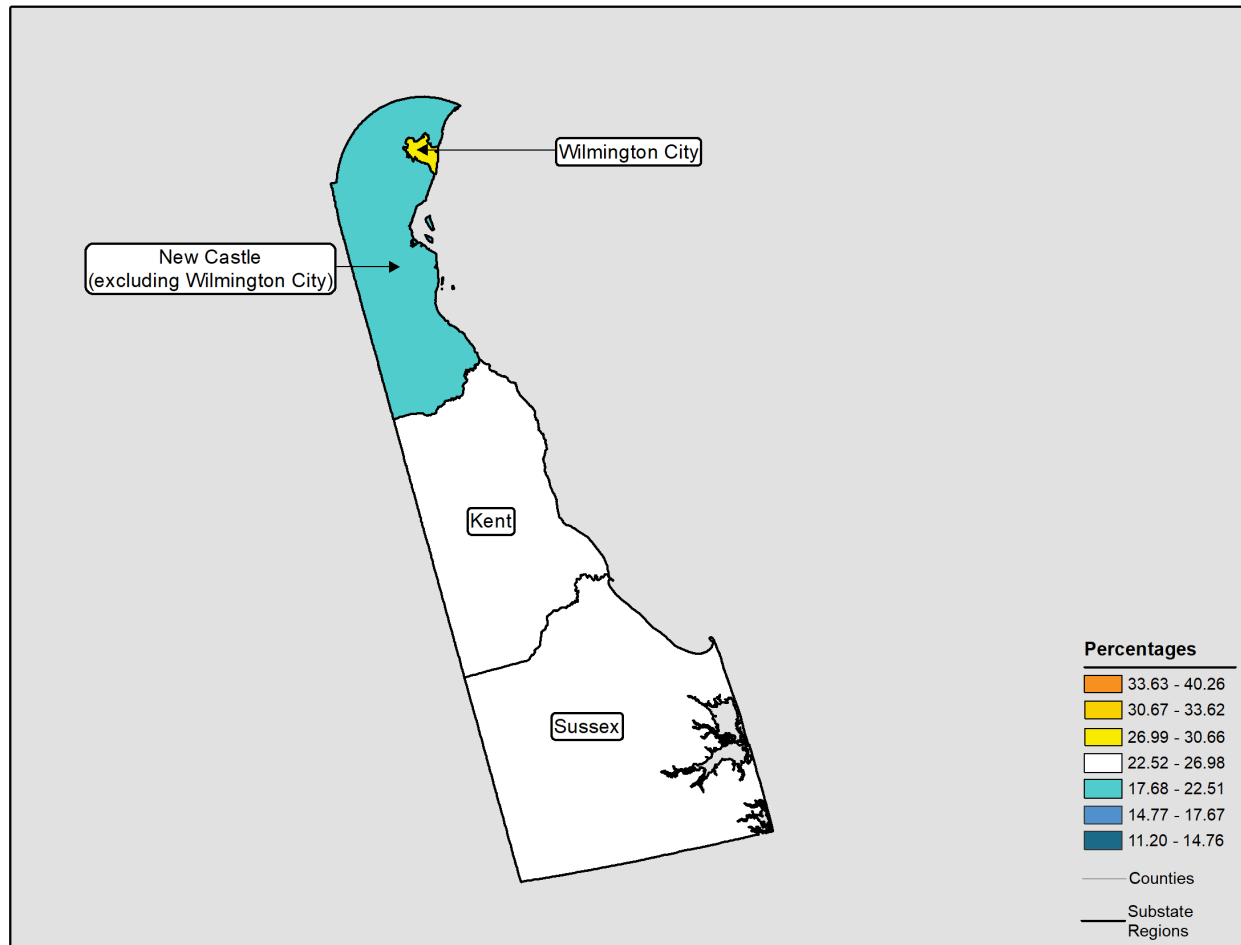 Wilmington City
New Castle
(excluding Wilmington City)
Kent
Sussex
Percentages
33.63 - 40.26
30.67 - 33.62
26.99 - 30.66
22.52 - 26.98
17.68 - 22.51
14.77 - 17.67
11.20 - 14.76
Counties
Substate
Regions